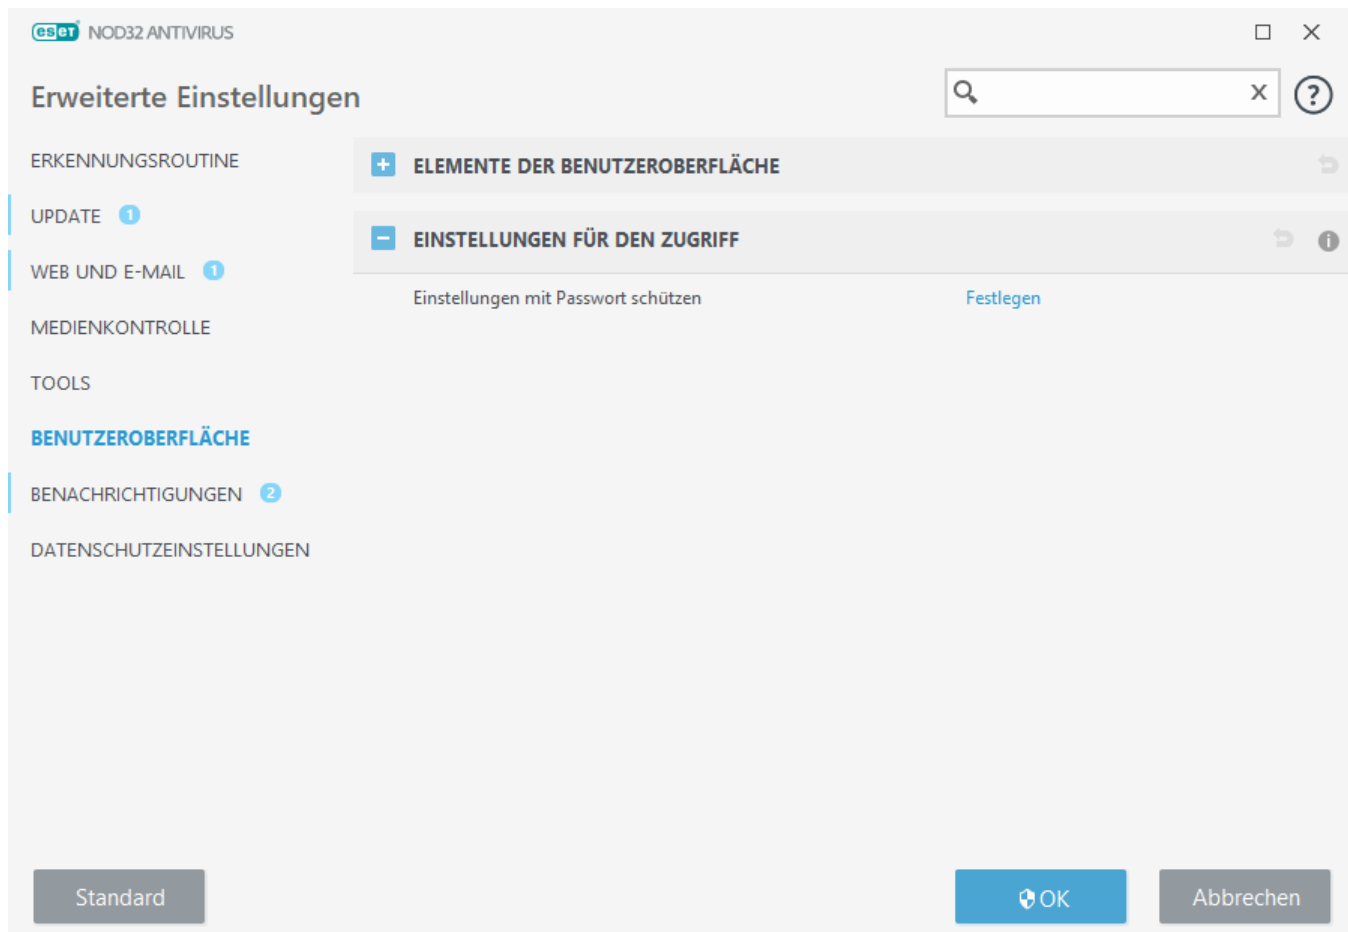 eset NOD32 ANTIVIRUS
Erweiterte Einstellungen
x ?
ERKENNUNGSROUTINE
UPDATE 1
WEB UND E-MAIL 1
MEDIENKONTROLLE
TOOLS
BENUTZEROBERFLÄCHE
BENACHRICHTIGUNGEN 2
DATENSCHUTZEINSTELLUNGEN
+ ELEMENTE DER BENUTZEROBERFLÄCHE
− EINSTELLUNGEN FÜR DEN ZUGRIFF i
Einstellungen mit Passwort schützen Festlegen
Standard OK Abbrechen